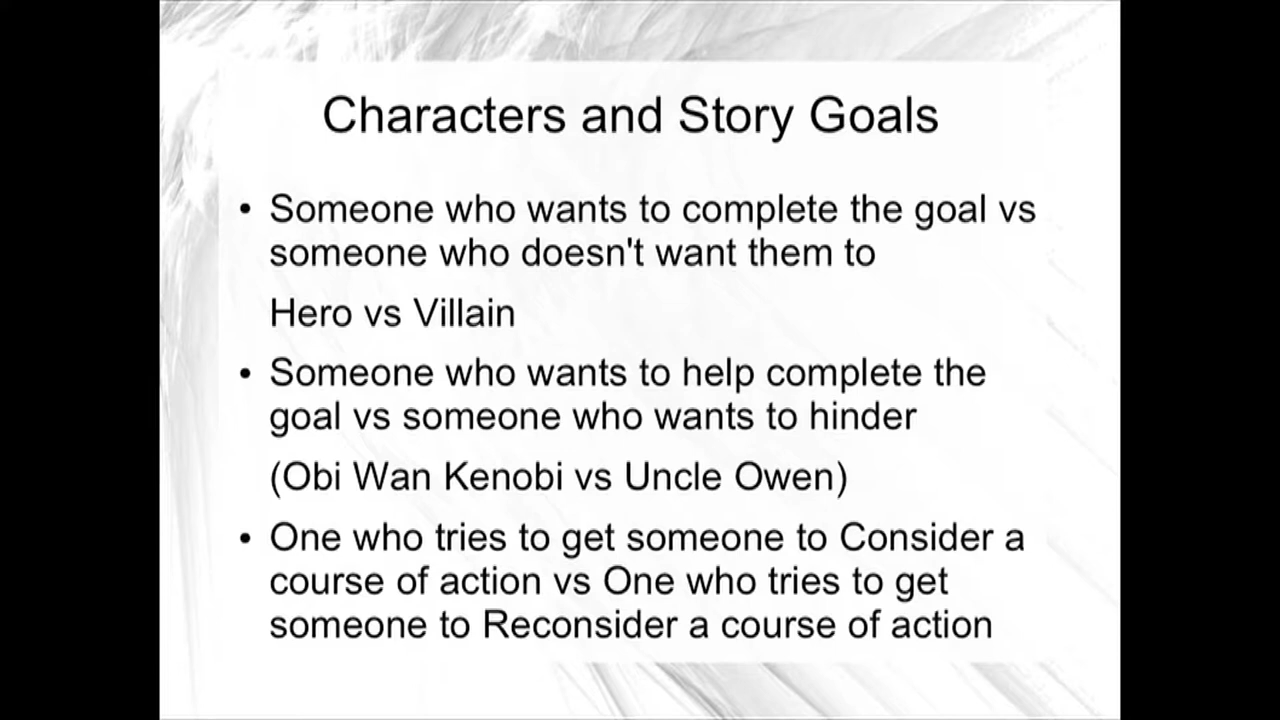 Characters and Story Goals
• Someone who wants to complete the goal vs
someone who doesn't want them to
Hero vs Villain
• Someone who wants to help complete the
goal vs someone who wants to hinder
(Obi Wan Kenobi vs Uncle Owen)
• One who tries to get someone to Consider a
course of action vs One who tries to get
someone to Reconsider a course of action